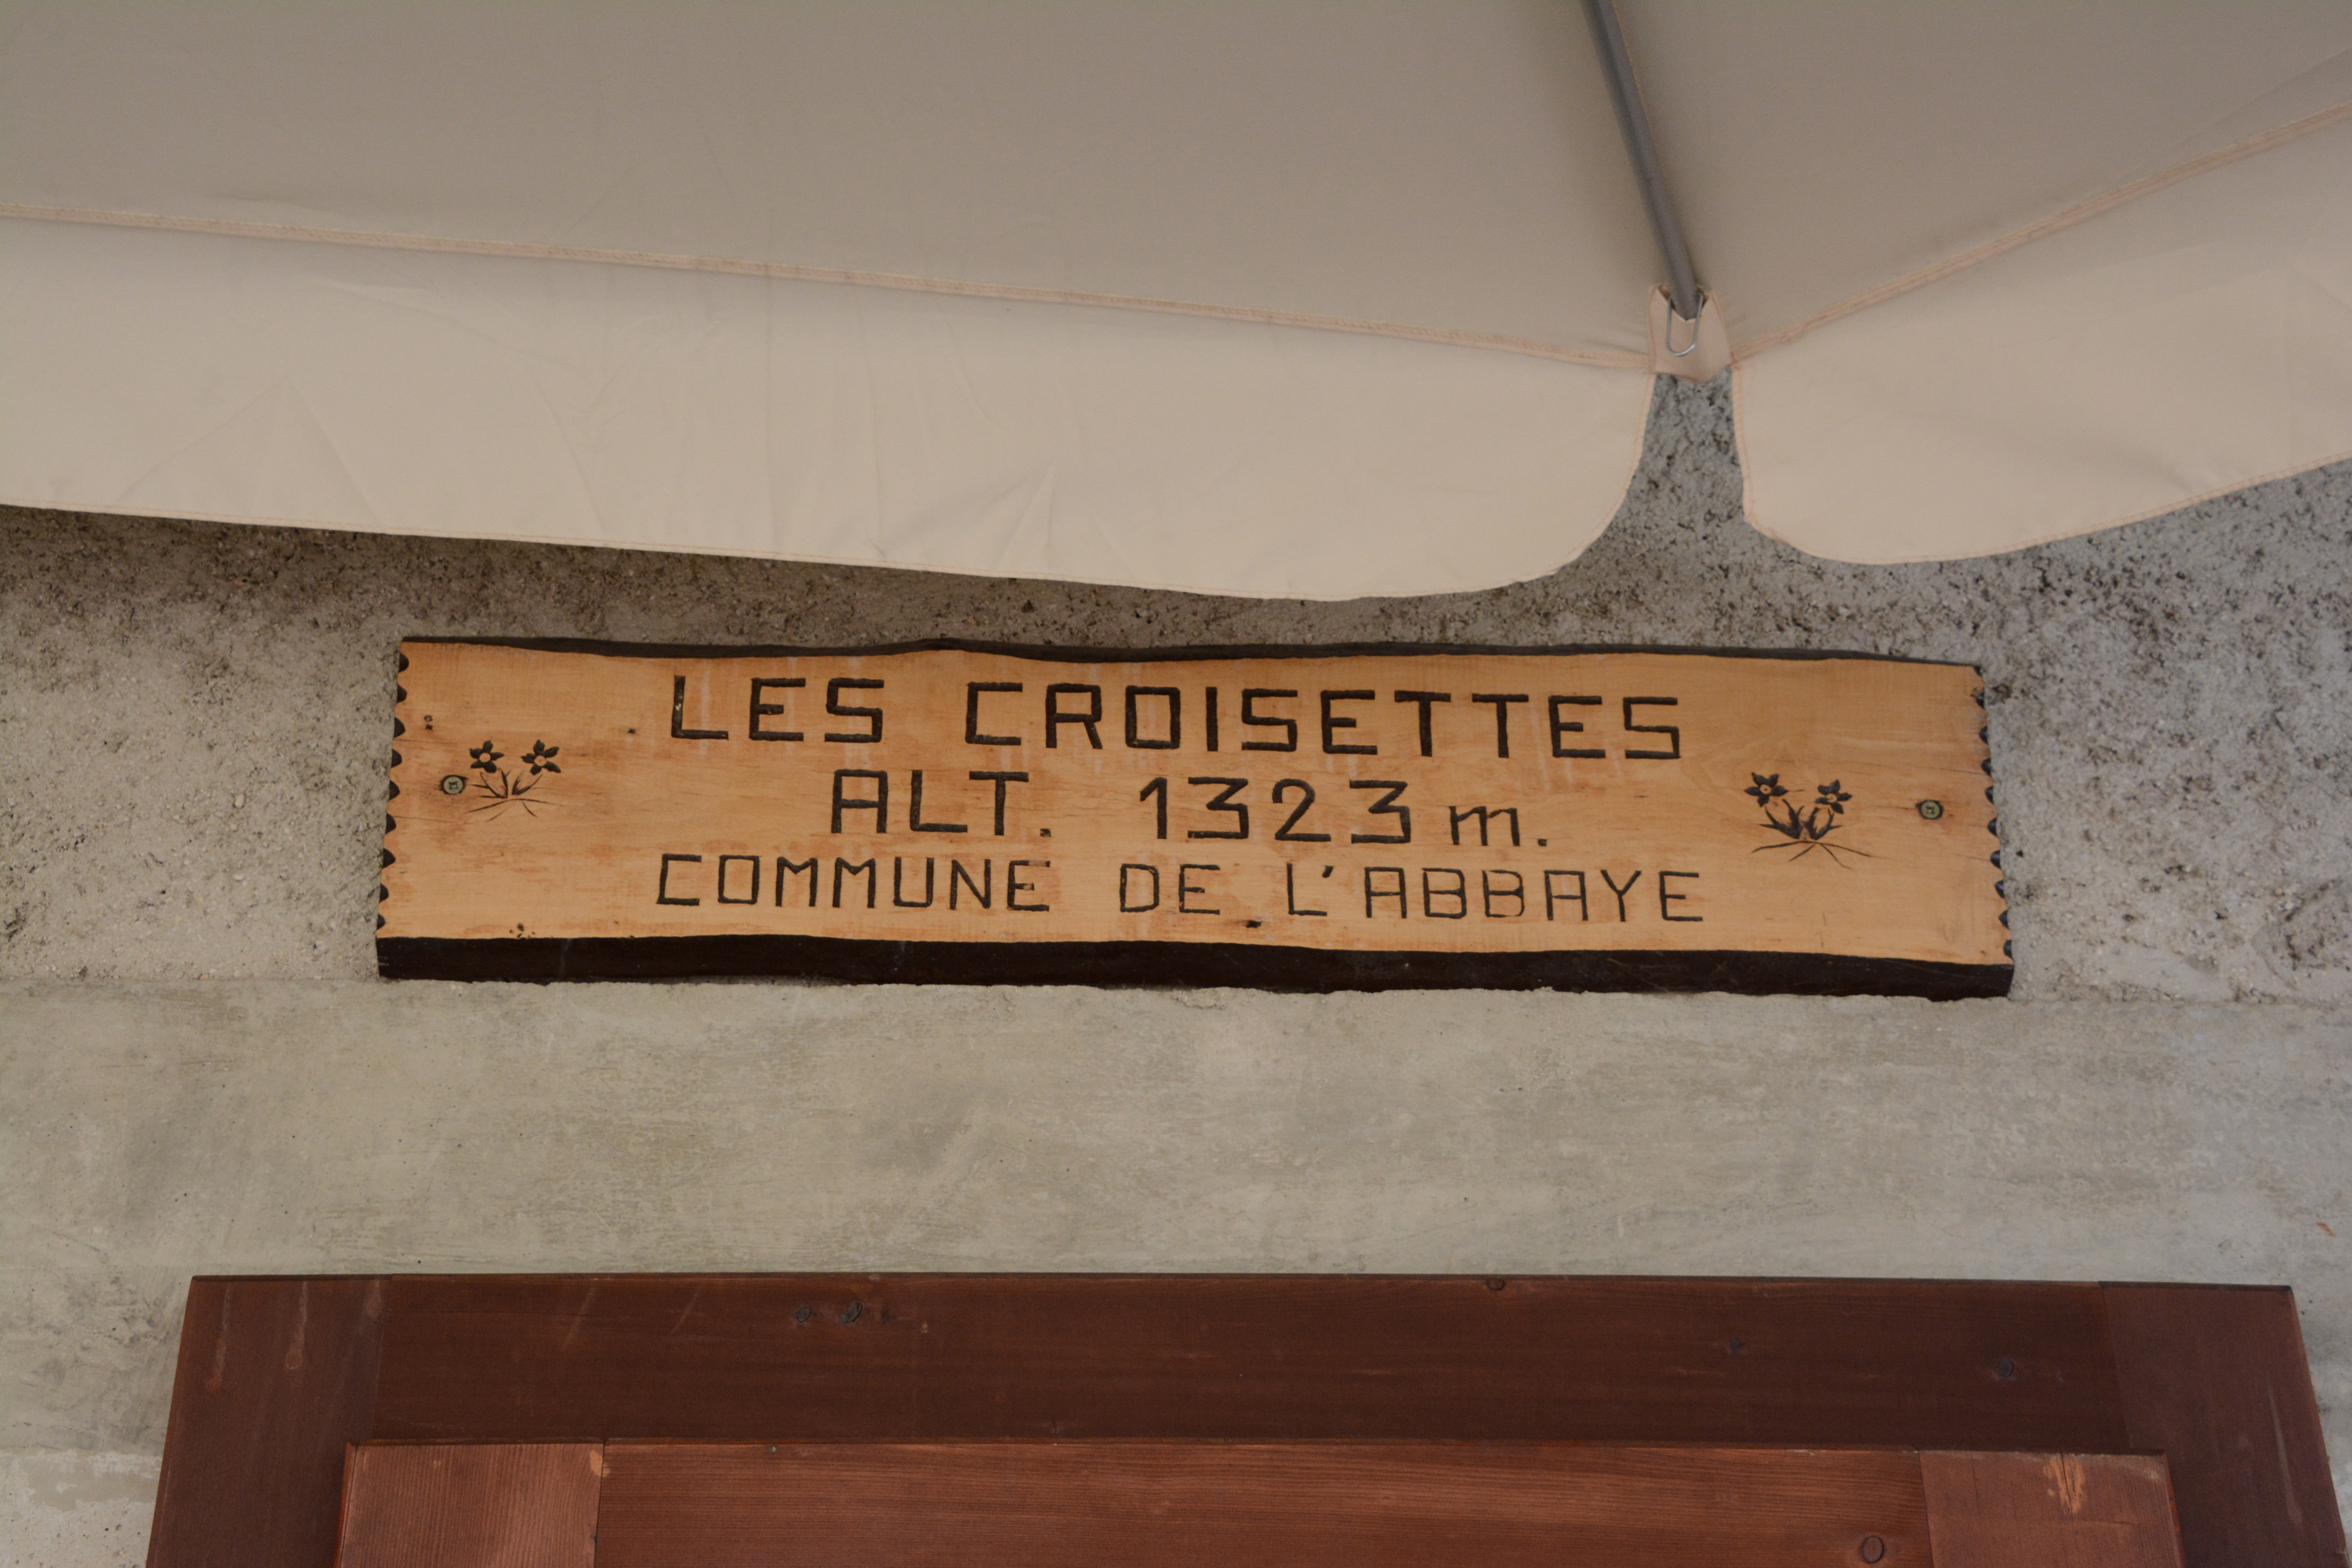 LES CROISETTES
ALT. 1323 m.
COMMUNE DE L'ABBAYE